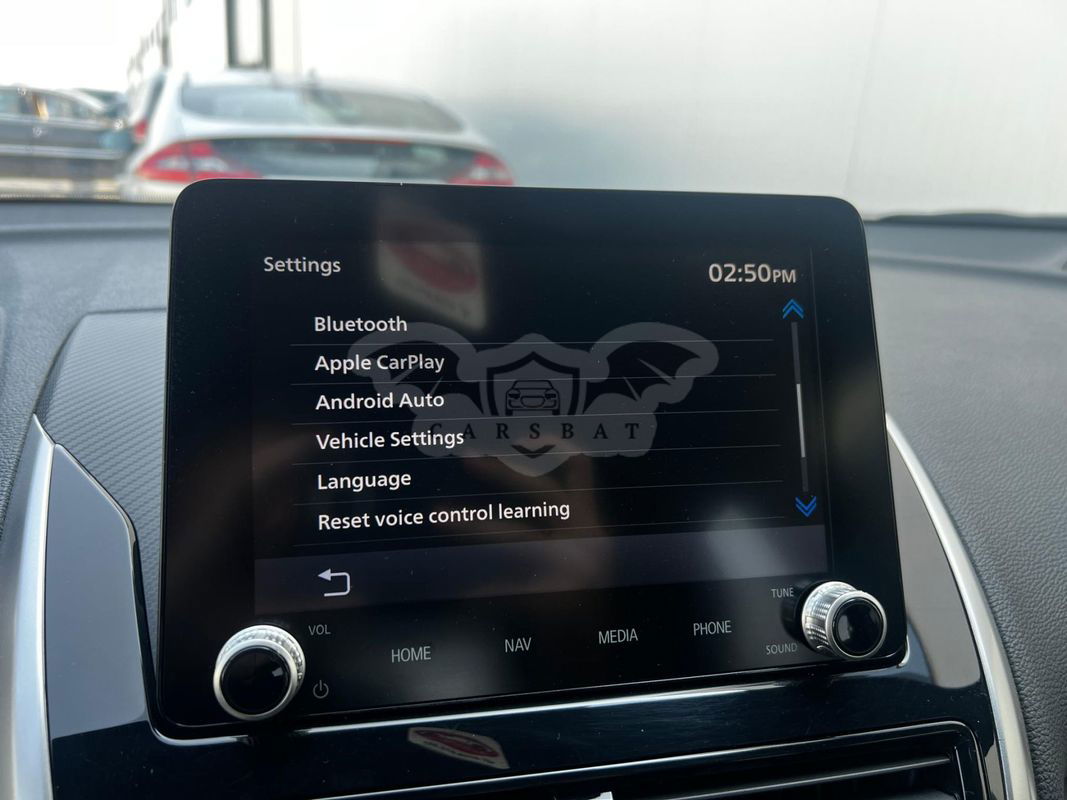 Settings
02:50PM
Bluetooth
Apple CarPlay
Android Auto
CARSBAT
Vehicle Settings
Language
Reset voice control learning
VOL
HOME
NAV
MEDIA
PHONE
TUNE
SOUND